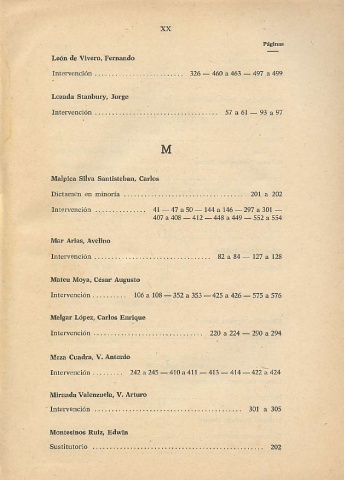 XX
Páginas
León de Vivero, Fernando
Intervención ........................ 326 — 460 a 463 — 497 a 499
Lozada Stanbury, Jorge
Intervención ................................ 57 a 61 — 93 a 97
M
Malpica Silva Santisteban, Carlos
Dictamen en minoría ................................ 201 a 202
Intervención .............. 41 — 47 a 50 — 144 a 146 — 297 a 301 —
407 a 408 — 412 — 448 a 449 — 552 a 554
Mar Arias, Avelino
Intervención ................................ 82 a 84 — 127 a 128
Mateu Moya, César Augusto
Intervención ......... 106 a 108 — 352 a 353 — 425 a 426 — 575 a 576
Melgar López, Carlos Enrique
Intervención ................................ 220 a 224 — 290 a 294
Meza Cuadra, V. Antonio
Intervención ........ 242 a 245 — 410 a 411 — 413 — 414 — 422 a 424
Miranda Valenzuela, V. Arturo
Intervención ........................................ 301 a 305
Montesinos Ruiz, Edwin
Sustitutorio ................................................ 202